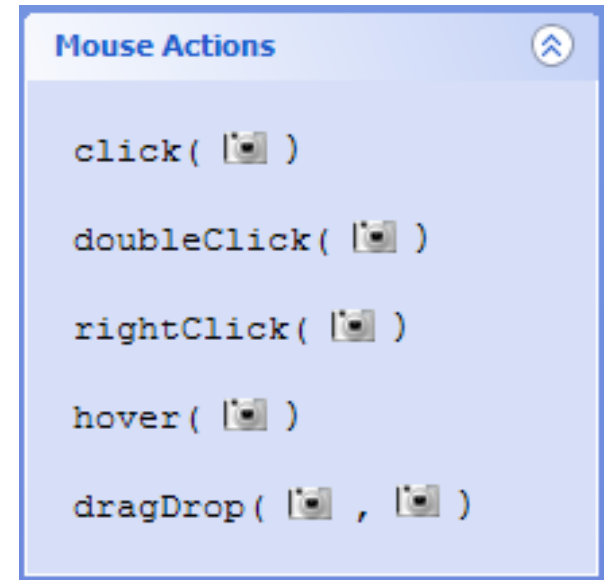 Mouse Actions
click( )
doubleClick( )
rightClick( )
hover( )
dragDrop( , )